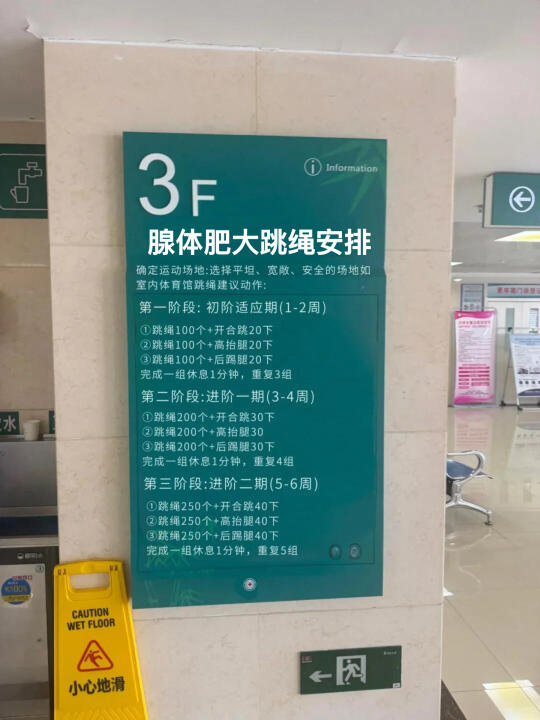 3F
Information
腺体肥大跳绳安排
确定运动场地:选择平坦、宽敞、安全的场地如
室内体育馆跳绳建议动作:
第一阶段: 初阶适应期(1-2周)
①跳绳100个+开合跳20下
②跳绳100个+高抬腿20下
③跳绳100个+后踢腿20下
完成一组休息1分钟，重复3组
第二阶段:进阶一期(3-4周)
①跳绳200个+开合跳30下
②跳绳200个+高抬腿30
③跳绳200个+后踢腿30下
完成一组休息1分钟，重复4组
第三阶段:进阶二期(5-6周)
①跳绳250个+开合跳40下
②跳绳250个+高抬腿40下
③跳绳250个+后踢腿40下
完成一组休息1分钟，重复5组
水
CAUTION
WET FLOOR
小心地滑